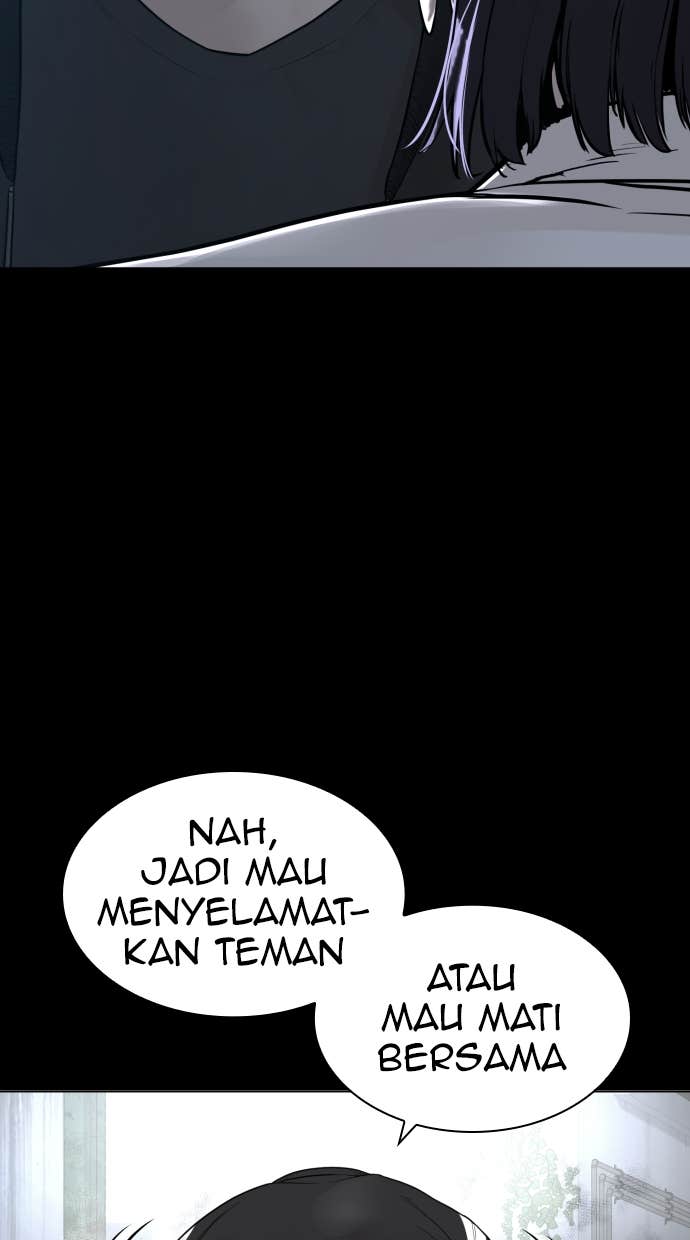 NAH,
JADI MAU
MENYELAMAT-
KAN TEMAN
ATAU
MAU MATI
BERSAMA